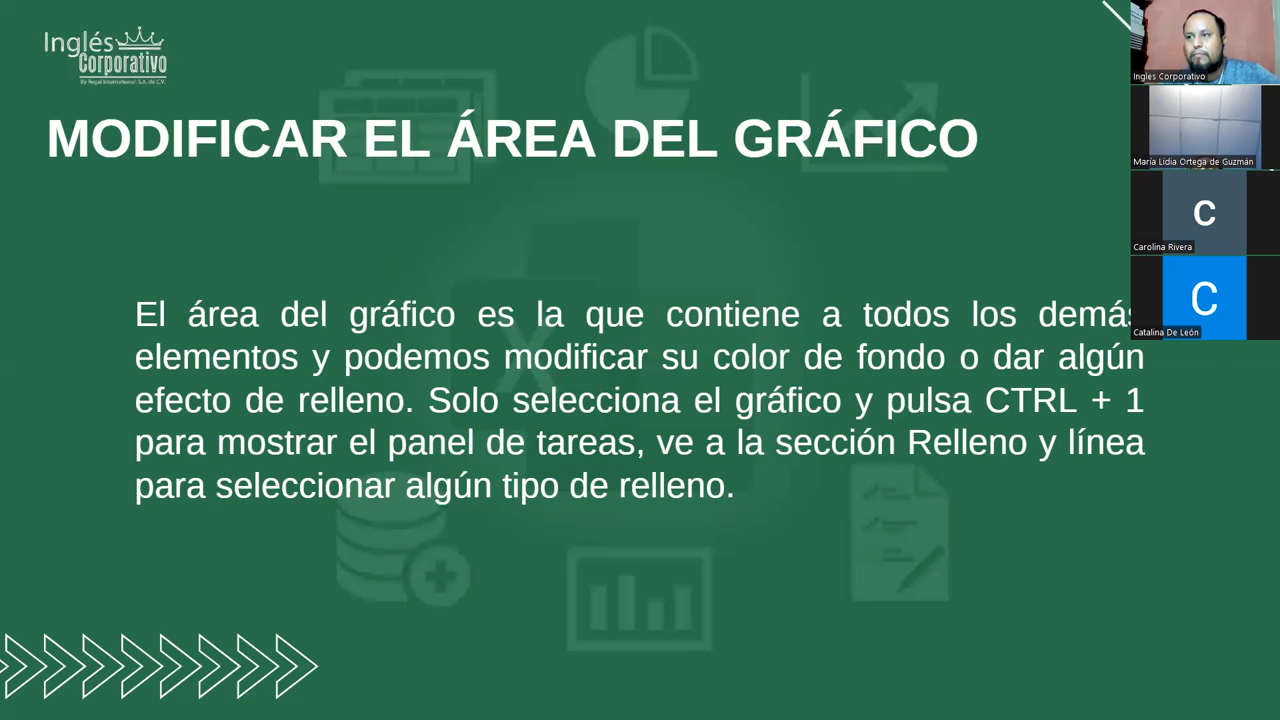 Inglés
Corporativo
By Regal International, S.A. de C.V.
MODIFICAR EL ÁREA DEL GRÁFICO
El área del gráfico es la que contiene a todos los demás
elementos y podemos modificar su color de fondo o dar algún
efecto de relleno. Solo selecciona el gráfico y pulsa CTRL + 1
para mostrar el panel de tareas, ve a la sección Relleno y línea
para seleccionar algún tipo de relleno.
Ingles Corporativo
María Lidia Ortega de Guzmán
C
Carolina Rivera
C
Catalina De León